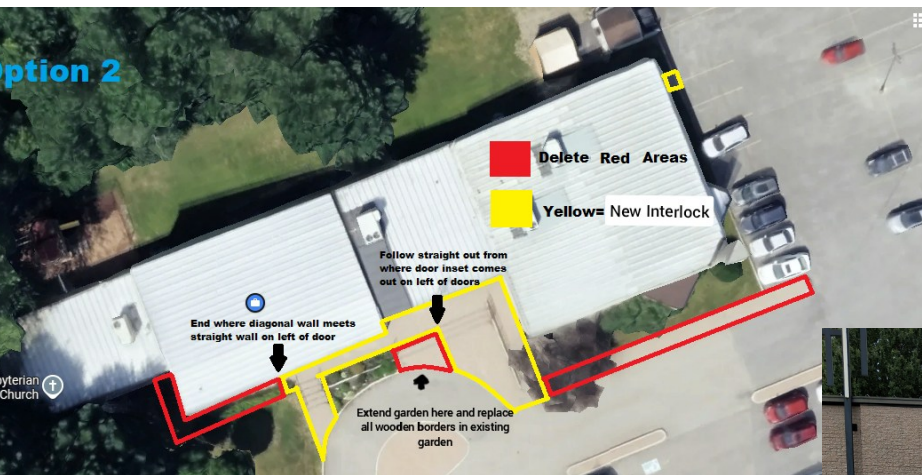 ption 2
Delete Red Areas
Yellow= New Interlock
Follow straight out from
where door inset comes
out on left of doors
End where diagonal wall meets
straight wall on left of door
byterian
Church
Extend garden here and replace
all wooden borders in existing
garden